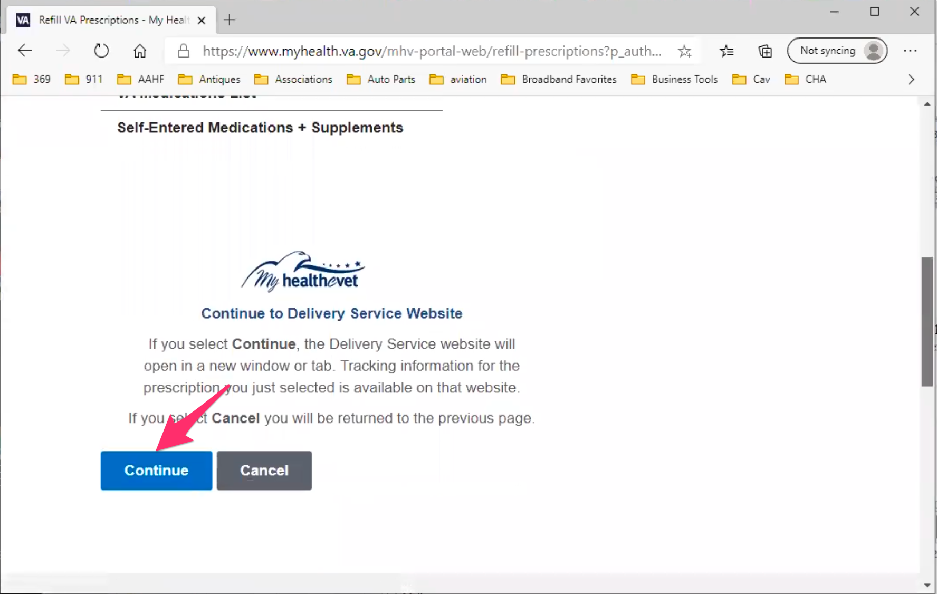 VA
Refill VA Prescriptions - My Healt
https://www.myhealth.va.gov/mhv-portal-web/refill-prescriptions?p_auth...
Not syncing
369
911
AAHF
Antiques
Associations
Auto Parts
aviation
Broadband Favorites
Business Tools
Cav
CHA
VA Medications List
Self-Entered Medications + Supplements
My healthevet
Continue to Delivery Service Website
If you select Continue, the Delivery Service website will
open in a new window or tab. Tracking information for the
prescription you just selected is available on that website.
If you select Cancel you will be returned to the previous page.
Continue
Cancel